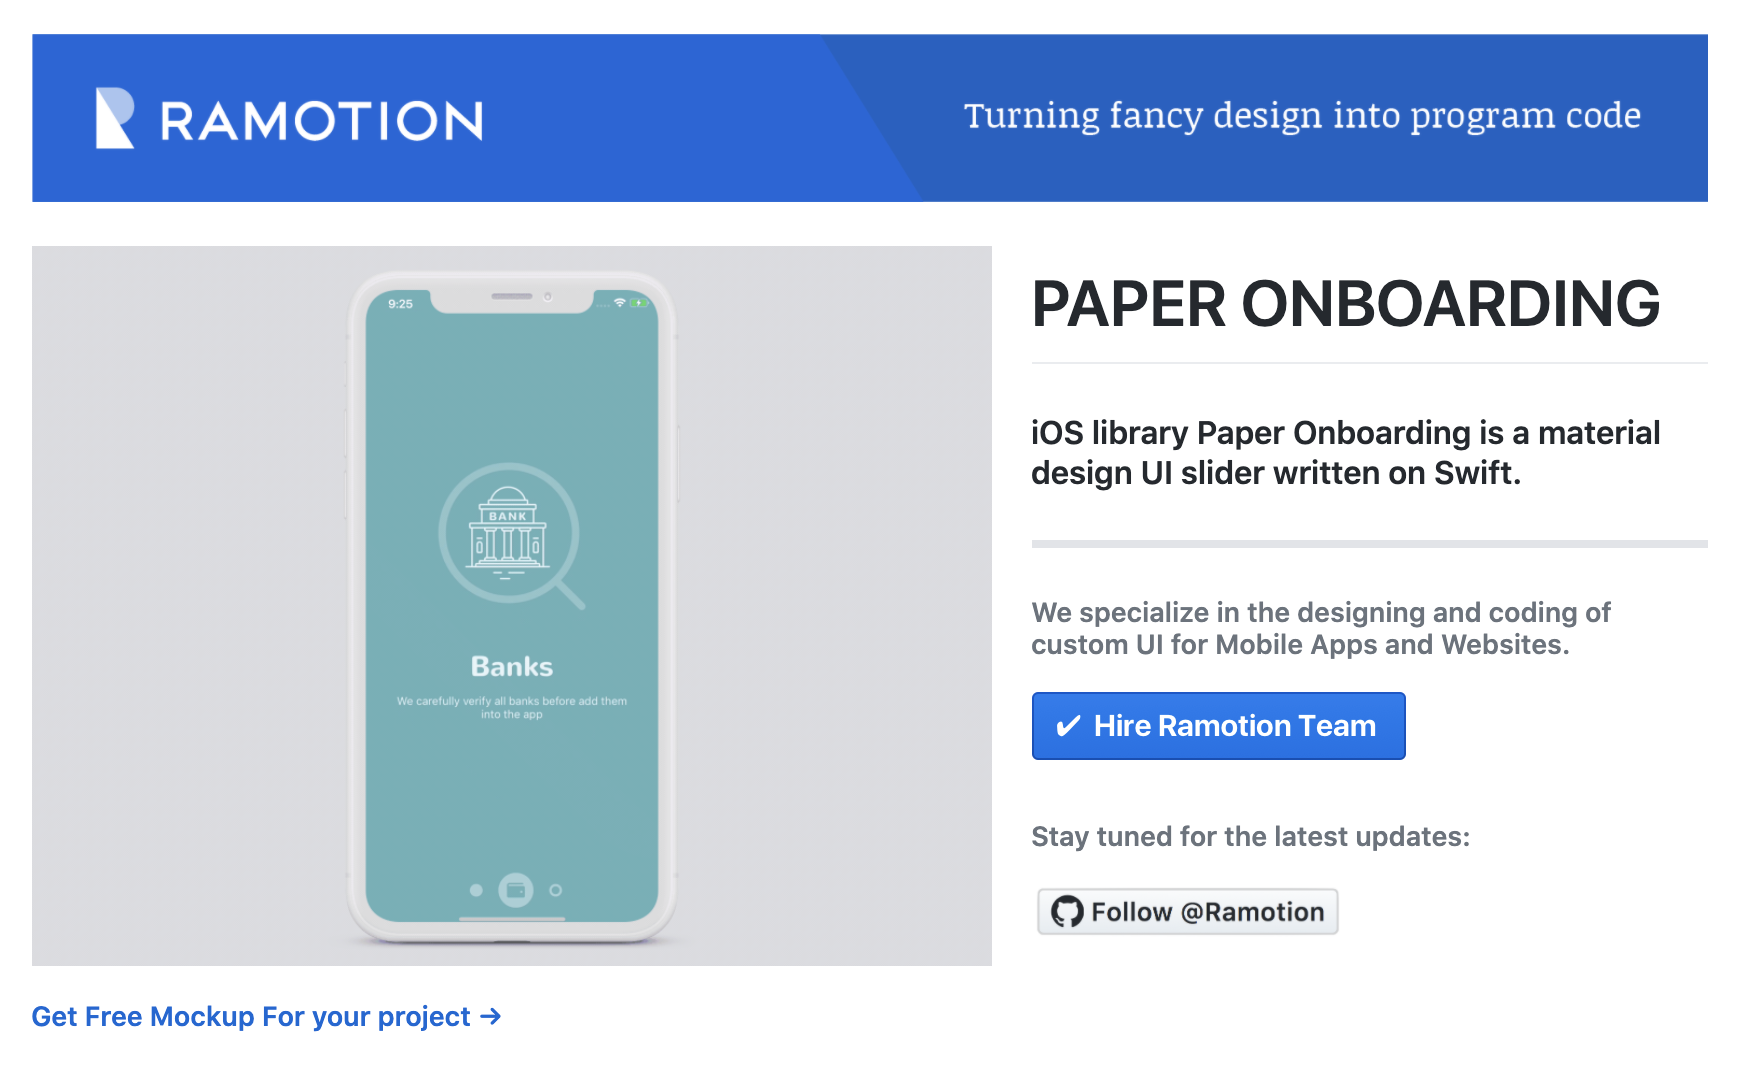 RAMOTION
Turning fancy design into program code
9:25
BANK
Banks
We carefully verify all banks before add them
into the app
PAPER ONBOARDING
iOS library Paper Onboarding is a material
design UI slider written on Swift.
We specialize in the designing and coding of
custom UI for Mobile Apps and Websites.
✔ Hire Ramotion Team
Stay tuned for the latest updates:
Follow @Ramotion
Get Free Mockup For your project →